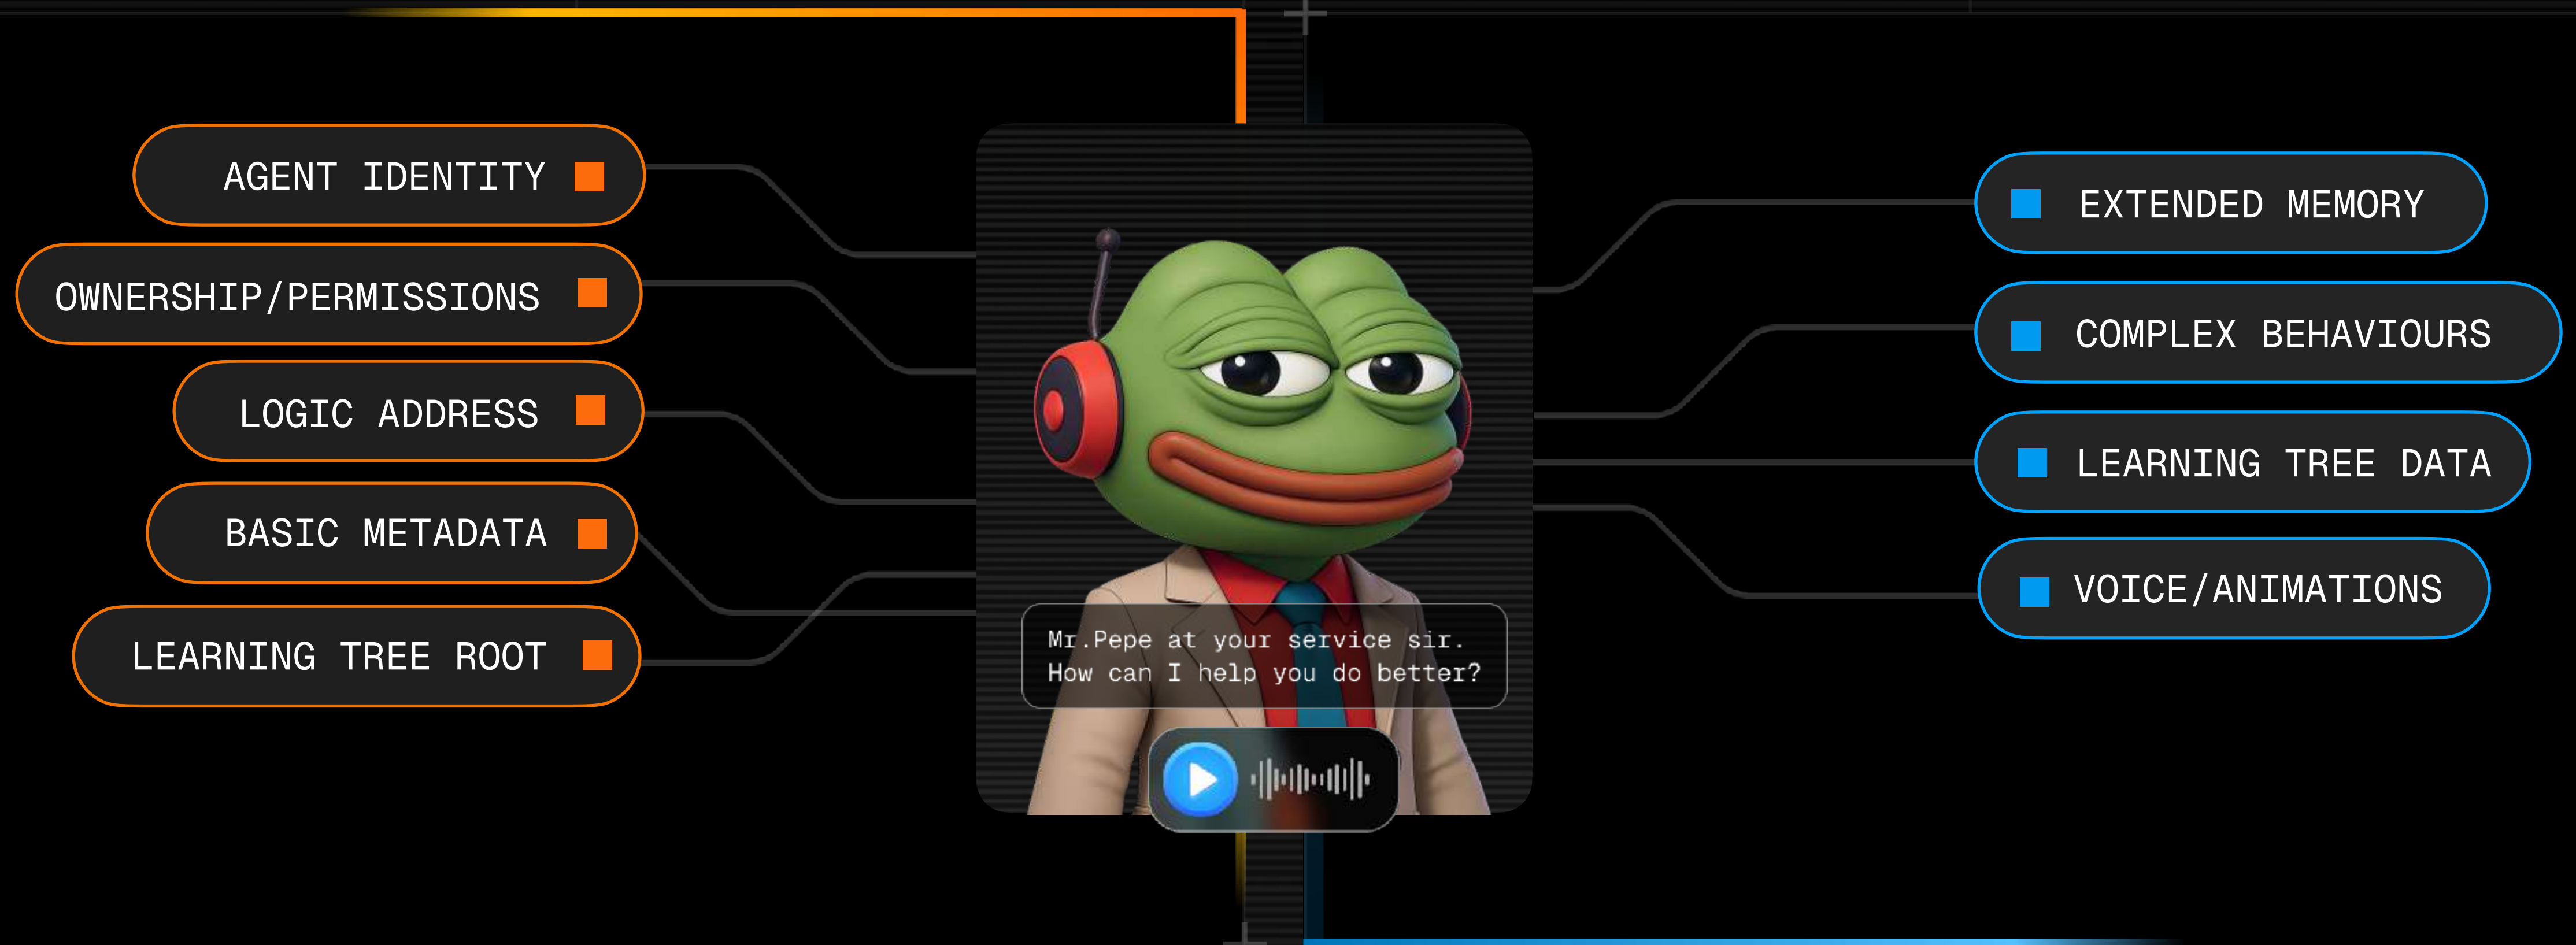 AGENT IDENTITY
OWNERSHIP/PERMISSIONS
LOGIC ADDRESS
BASIC METADATA
LEARNING TREE ROOT
Mr.Pepe at your service sir.
How can I help you do better?
EXTENDED MEMORY
COMPLEX BEHAVIOURS
LEARNING TREE DATA
VOICE/ANIMATIONS